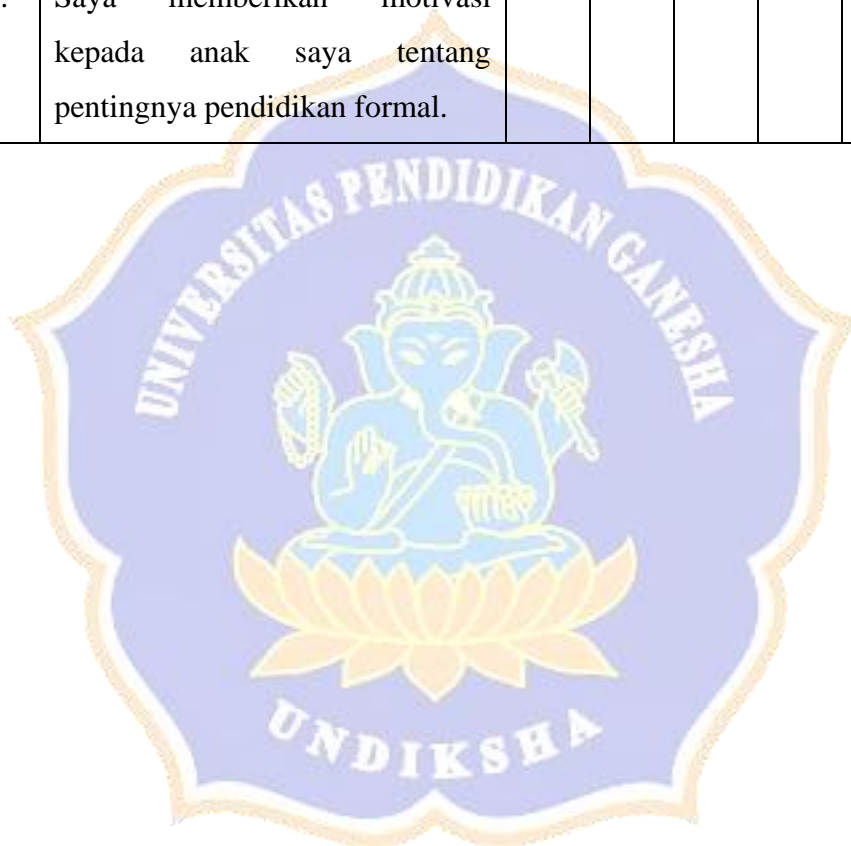 . Saya memberikan motivasi
kepada anak saya tentang
pentingnya pendidikan formal.
UNIVERSITAS PENDIDIKAN GANESHA
UNDIKSHA